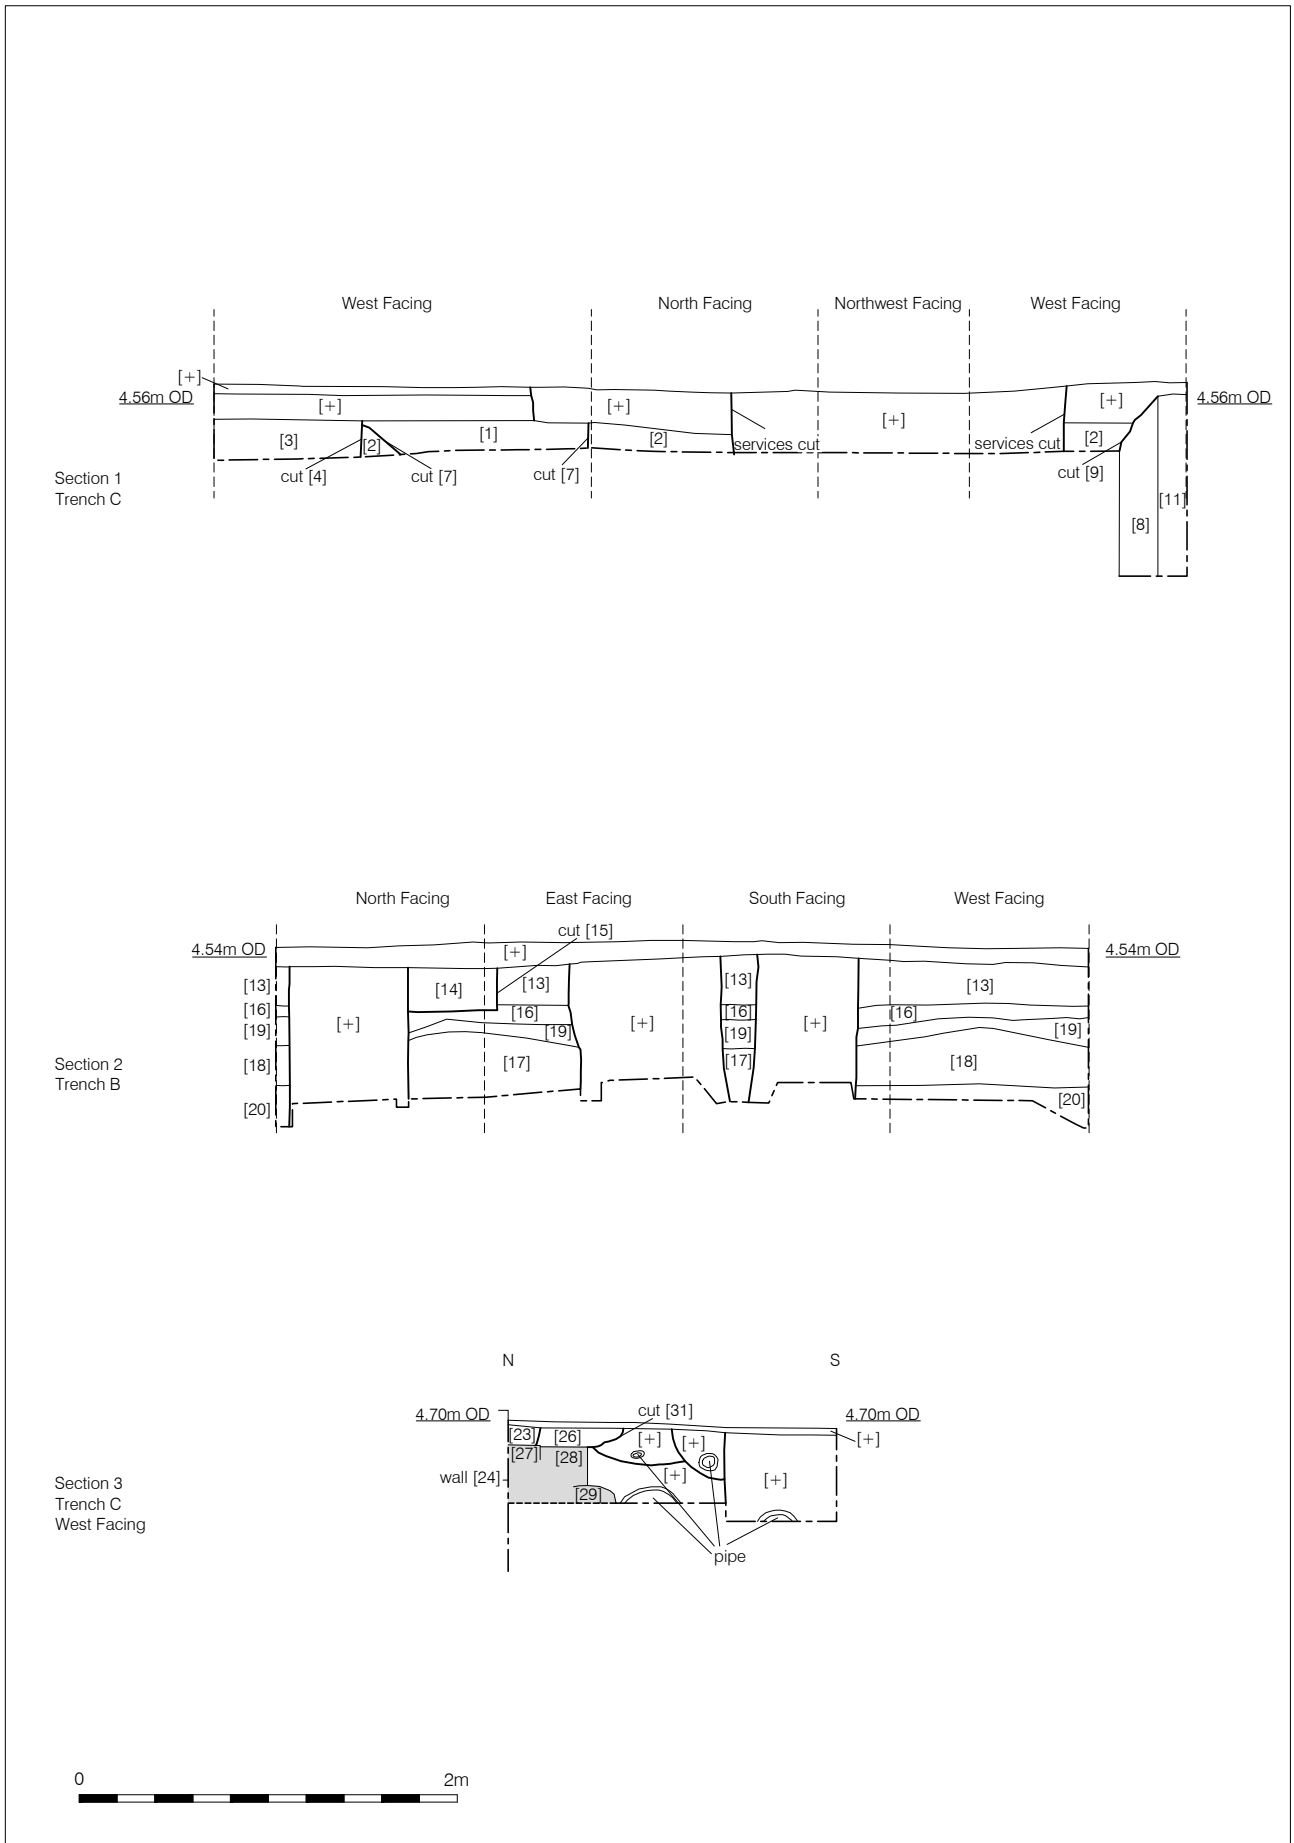 West Facing
North Facing
Northwest Facing
West Facing
[+]
4.56m OD
4.56m OD
[+]
[+]
[+]
[+]
[3]
[2]
[1]
[2]
services cut
services cut
[2]
cut [4]
cut [7]
cut [7]
cut [9]
Section 1
Trench C
[11]
[8]
North Facing
East Facing
South Facing
West Facing
cut [15]
4.54m OD
[+]
4.54m OD
[13]
[14]
[13]
[13]
[13]
[16]
[16]
[16]
[16]
[19]
[+]
[19]
[+]
[19]
[+]
[19]
[18]
[17]
[17]
[18]
[20]
[20]
Section 2
Trench B
N
S
4.70m OD
cut [31]
4.70m OD
[23]
[26]
[+]
[+]
[+]
[27]
[28]
wall [24]
[+]
[+]
[29]
Section 3
Trench C
West Facing
pipe
0
2m